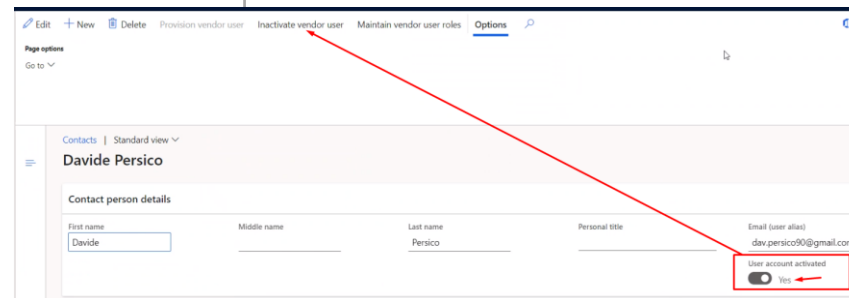 Edit New Delete Provision vendor user Inactivate vendor user Maintain vendor user roles Options
Page options
Go to
Contacts | Standard view
Davide Persico
Contact person details
First name Middle name Last name Personal title Email (user alias)
Davide Persico dav.persico90@gmail.com
User account activated
Yes